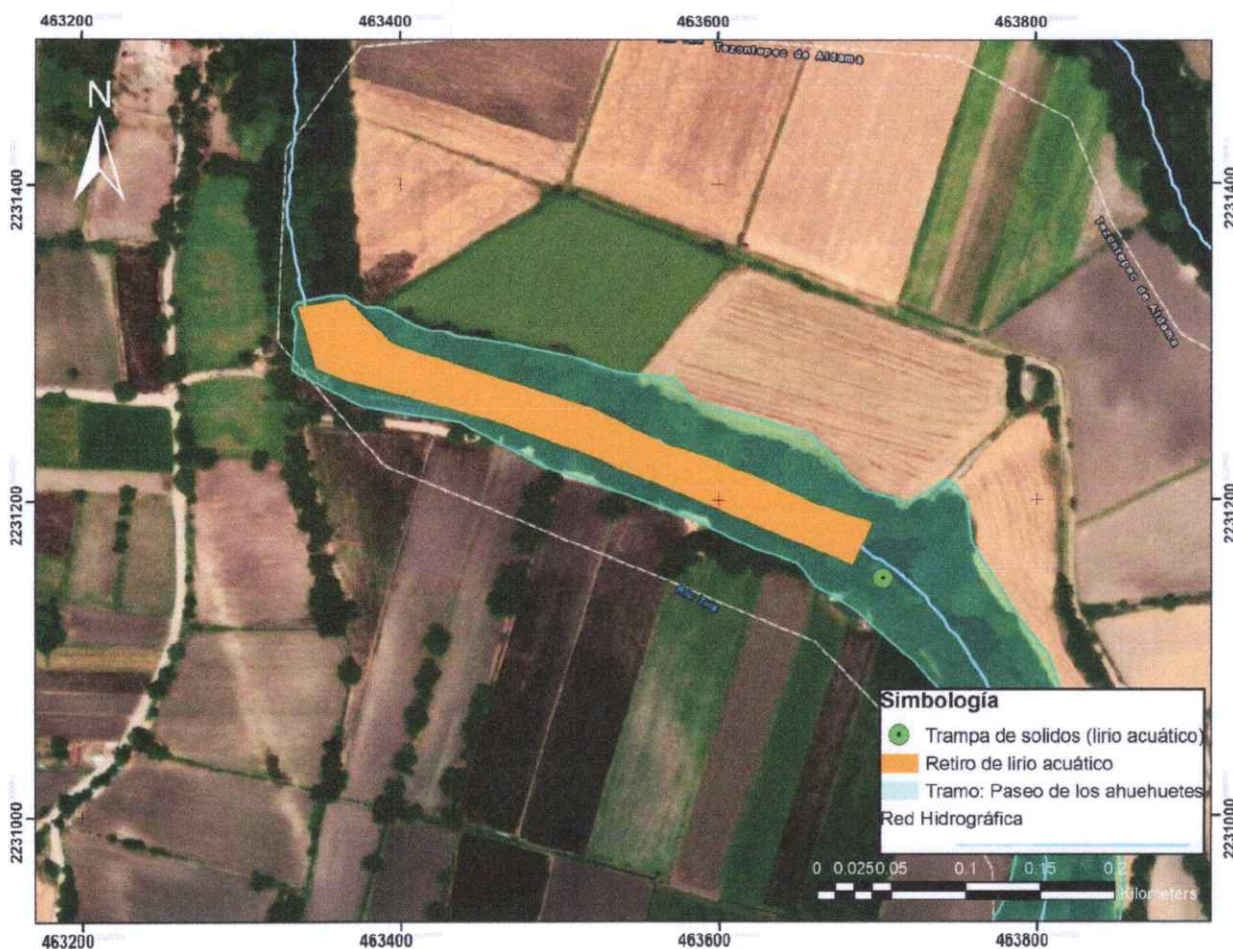 463200 463400 463600 463800
Tezontepec de Aldama
N
2231400 2231400
Tezontepec de Aldama
2231200 2231200
Río Tula
Simbología
Trampa de solidos (lirio acuático)
Retiro de lirio acuático
Tramo: Paseo de los ahuehuetes
Red Hidrográfica
2231000 2231000
0 0.025 0.05 0.1 0.15 0.2
Kilometers
463200 463400 463600 463800